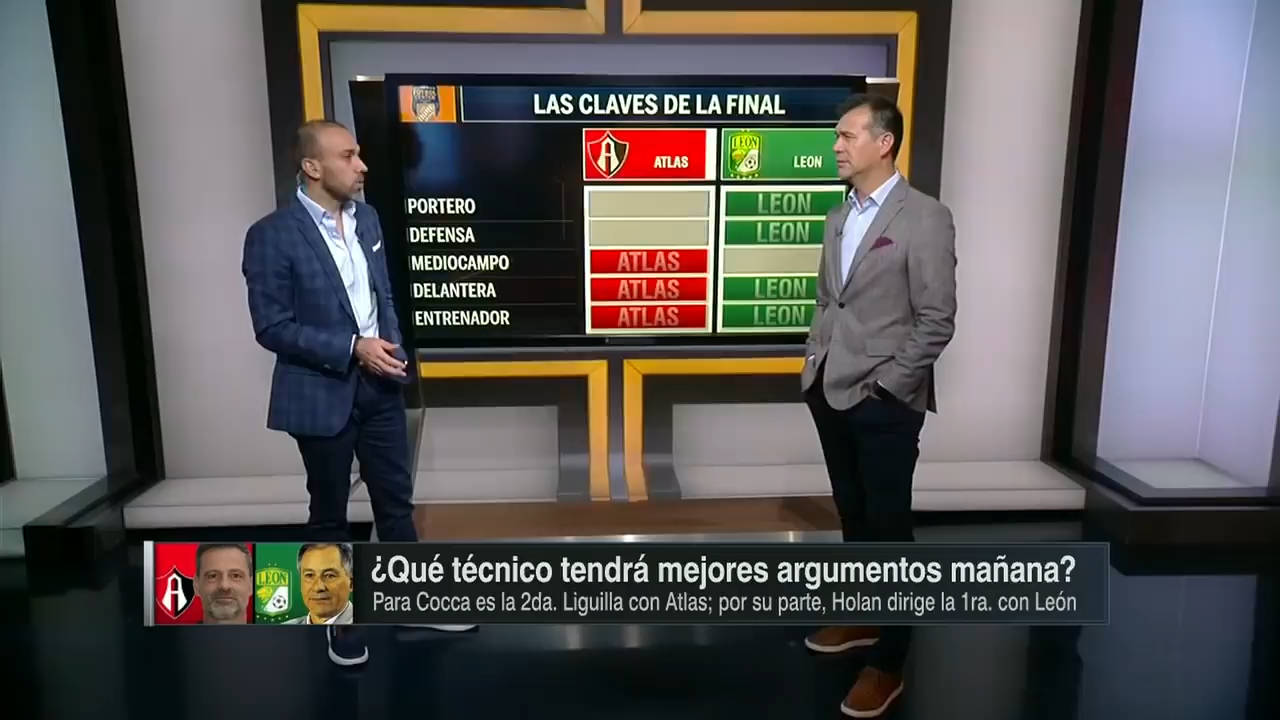 LAS CLAVES DE LA FINAL
ATLAS
LEON
LEON
PORTERO
LEON
DEFENSA
LEON
MEDIOCAMPO
ATLAS
DELANTERA
ATLAS
LEON
ENTRENADOR
ATLAS
LEON
¿Qué técnico tendrá mejores argumentos mañana?
LEON
Para Cocca es la 2da. Liguilla con Atlas; por su parte, Holan dirige la 1ra. con León